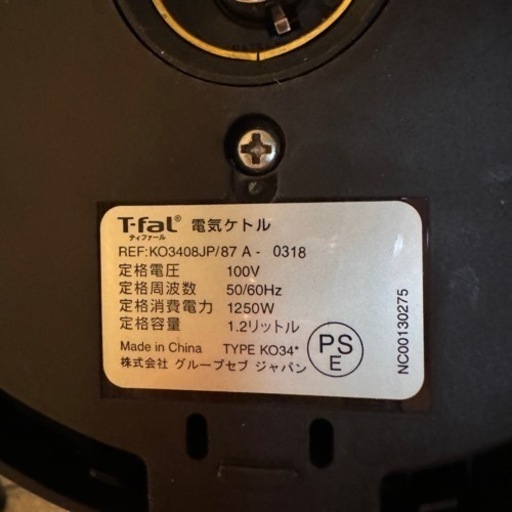 T-fal® 電気ケトル
ティファール
REF:KO3408JP/87 A - 0318
定格電圧 100V
定格周波数 50/60Hz
定格消費電力 1250W
定格容量 1.2リットル
Made in China TYPE KO34*
株式会社 グループセブ ジャパン
PS
E
NC00130275